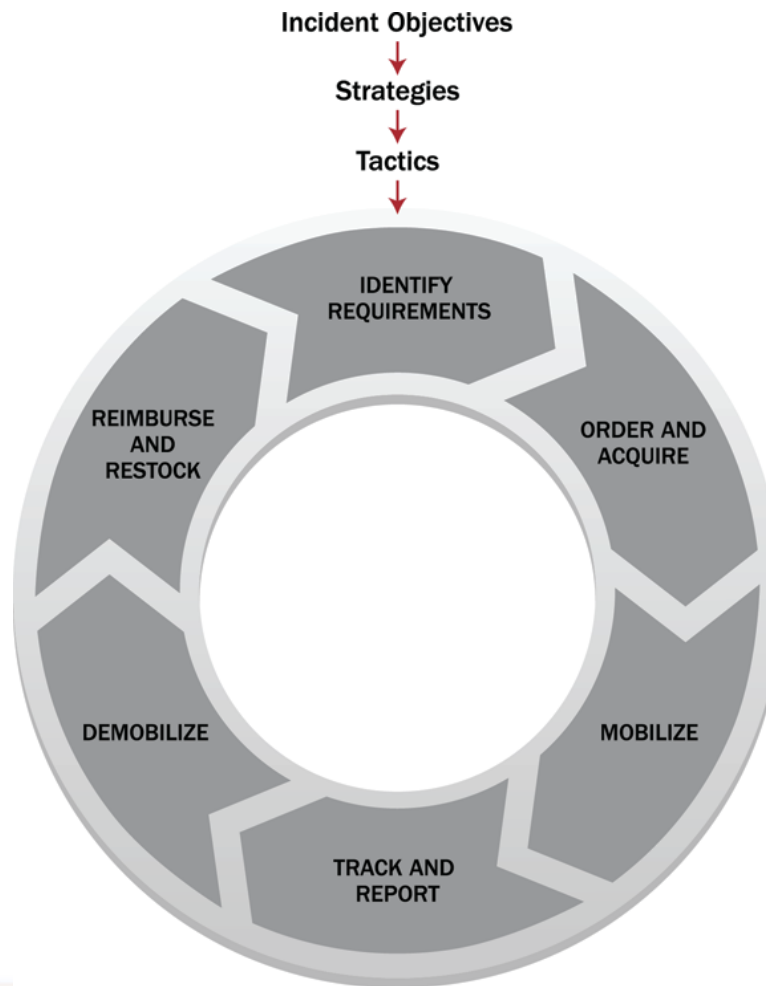 Incident Objectives
Strategies
Tactics
IDENTIFY
REQUIREMENTS
ORDER AND
ACQUIRE
MOBILIZE
TRACK AND
REPORT
DEMOBILIZE
REIMBURSE
AND
RESTOCK